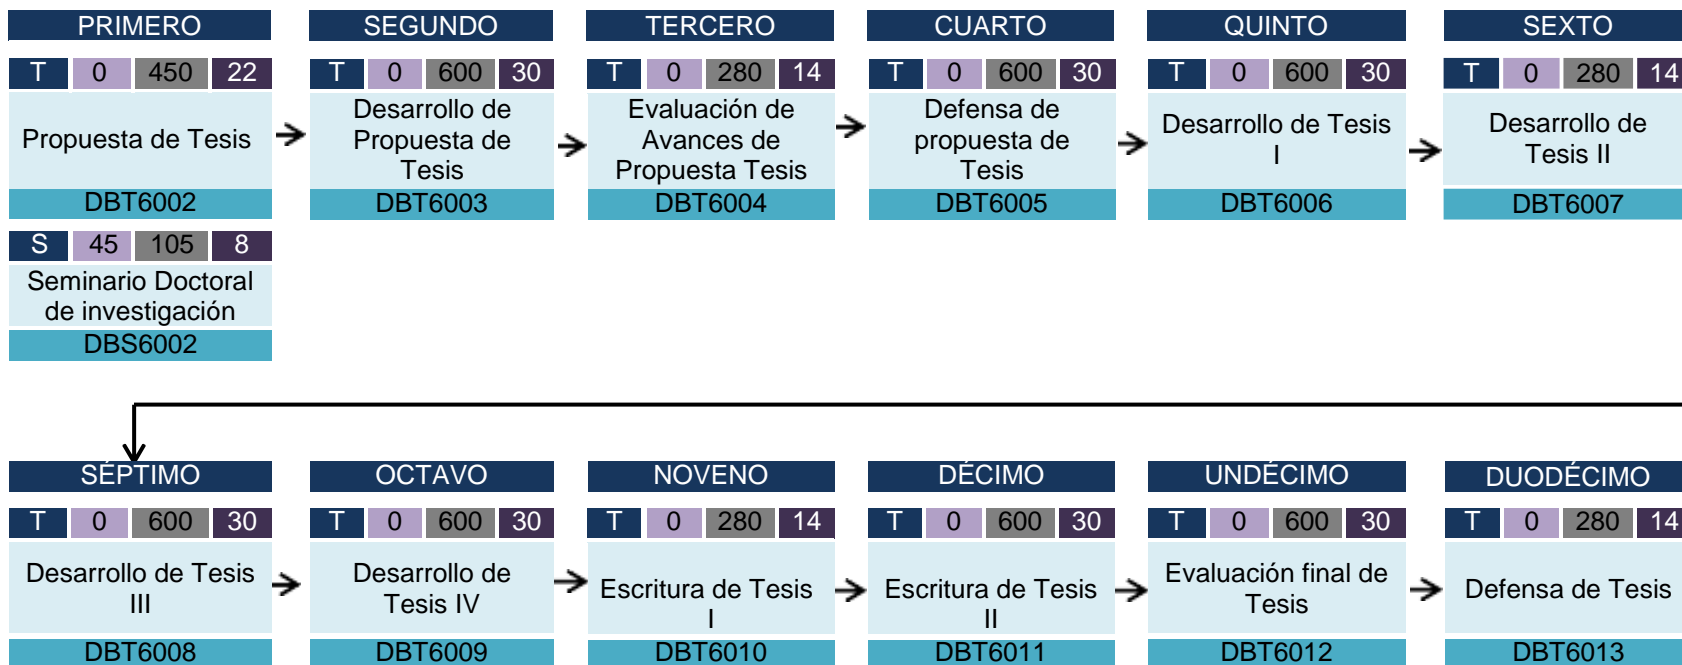 PRIMERO
T 0 450 22
Propuesta de Tesis
DBT6002
S 45 105 8
Seminario Doctoral
de investigación
DBS6002
SEGUNDO
T 0 600 30
Desarrollo de
Propuesta de
Tesis
DBT6003
TERCERO
T 0 280 14
Evaluación de
Avances de
Propuesta Tesis
DBT6004
CUARTO
T 0 600 30
Defensa de
propuesta de
Tesis
DBT6005
QUINTO
T 0 600 30
Desarrollo de Tesis
I
DBT6006
SEXTO
T 0 280 14
Desarrollo de
Tesis II
DBT6007
SÉPTIMO
T 0 600 30
Desarrollo de Tesis
III
DBT6008
OCTAVO
T 0 600 30
Desarrollo de
Tesis IV
DBT6009
NOVENO
T 0 280 14
Escritura de Tesis
I
DBT6010
DÉCIMO
T 0 600 30
Escritura de Tesis
II
DBT6011
UNDÉCIMO
T 0 600 30
Evaluación final de
Tesis
DBT6012
DUODÉCIMO
T 0 280 14
Defensa de Tesis
DBT6013